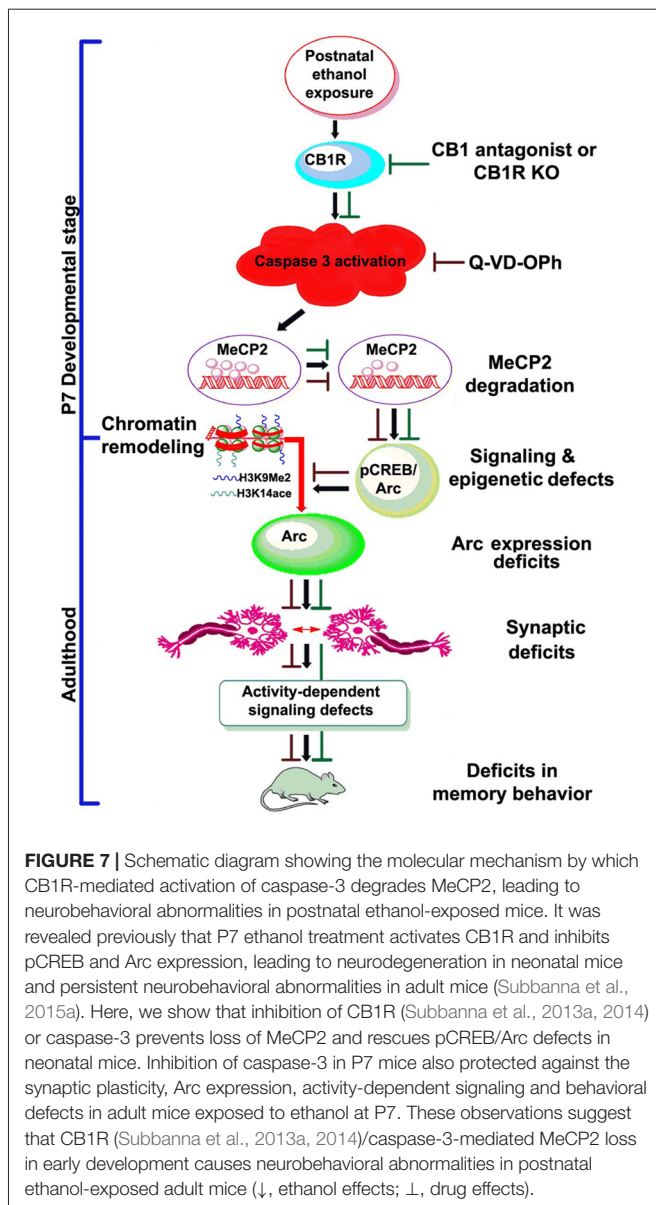 Postnatal
ethanol
exposure
CB1R
CB1 antagonist or
CB1R KO
Caspase 3 activation
Q-VD-OPh
P7 Developmental stage
MeCP2
MeCP2
MeCP2
degradation
Chromatin
remodeling
H3K9Me2
H3K14ace
pCREB/
Arc
Signaling &
epigenetic defects
Arc
Arc expression
deficits
Adulthood
Synaptic
deficits
Activity-dependent
signaling defects
Deficits in
memory behavior
FIGURE 7 | Schematic diagram showing the molecular mechanism by which
CB1R-mediated activation of caspase-3 degrades MeCP2, leading to
neurobehavioral abnormalities in postnatal ethanol-exposed mice. It was
revealed previously that P7 ethanol treatment activates CB1R and inhibits
pCREB and Arc expression, leading to neurodegeneration in neonatal mice
and persistent neurobehavioral abnormalities in adult mice (Subbanna et al.,
2015a). Here, we show that inhibition of CB1R (Subbanna et al., 2013a, 2014)
or caspase-3 prevents loss of MeCP2 and rescues pCREB/Arc defects in
neonatal mice. Inhibition of caspase-3 in P7 mice also protected against the
synaptic plasticity, Arc expression, activity-dependent signaling and behavioral
defects in adult mice exposed to ethanol at P7. These observations suggest
that CB1R (Subbanna et al., 2013a, 2014)/caspase-3-mediated MeCP2 loss
in early development causes neurobehavioral abnormalities in postnatal
ethanol-exposed adult mice (↓, ethanol effects; ⊥, drug effects).